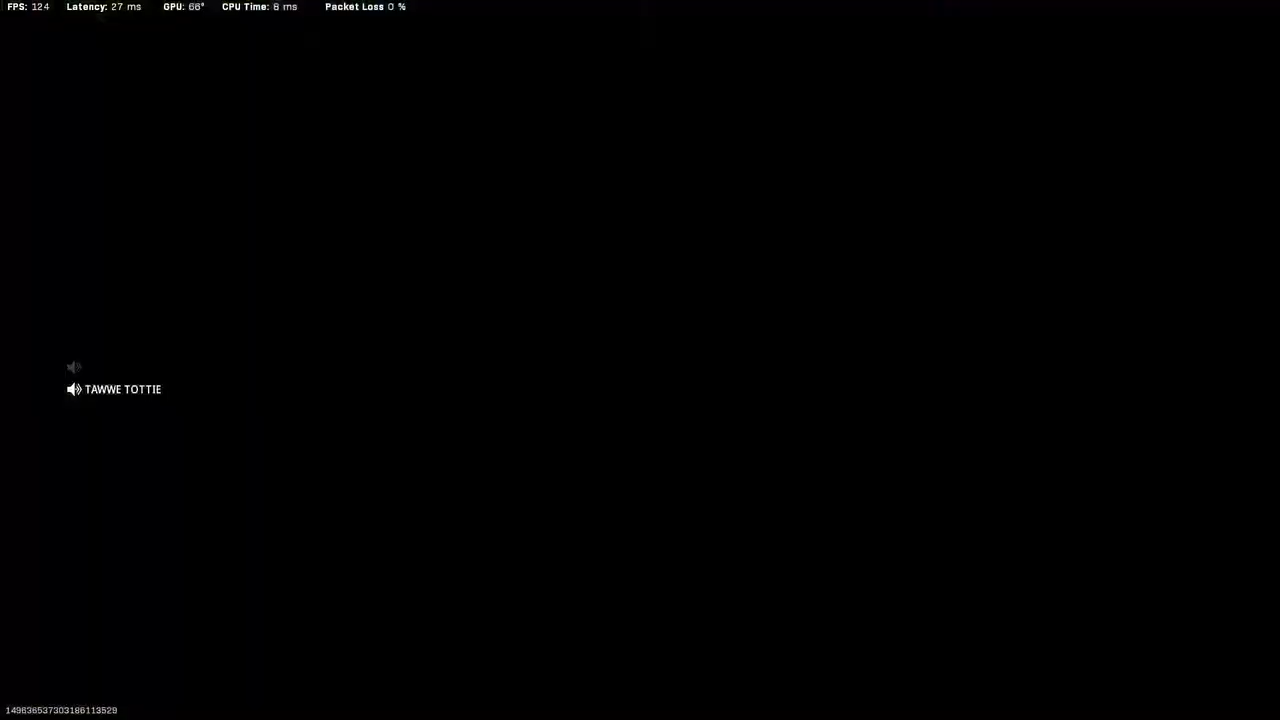 FPS: 124 Latency: 27 ms GPU: 66° CPU Time: 8 ms Packet Loss 0 %
TAWWE TOTTIE
14963653730318611352​9